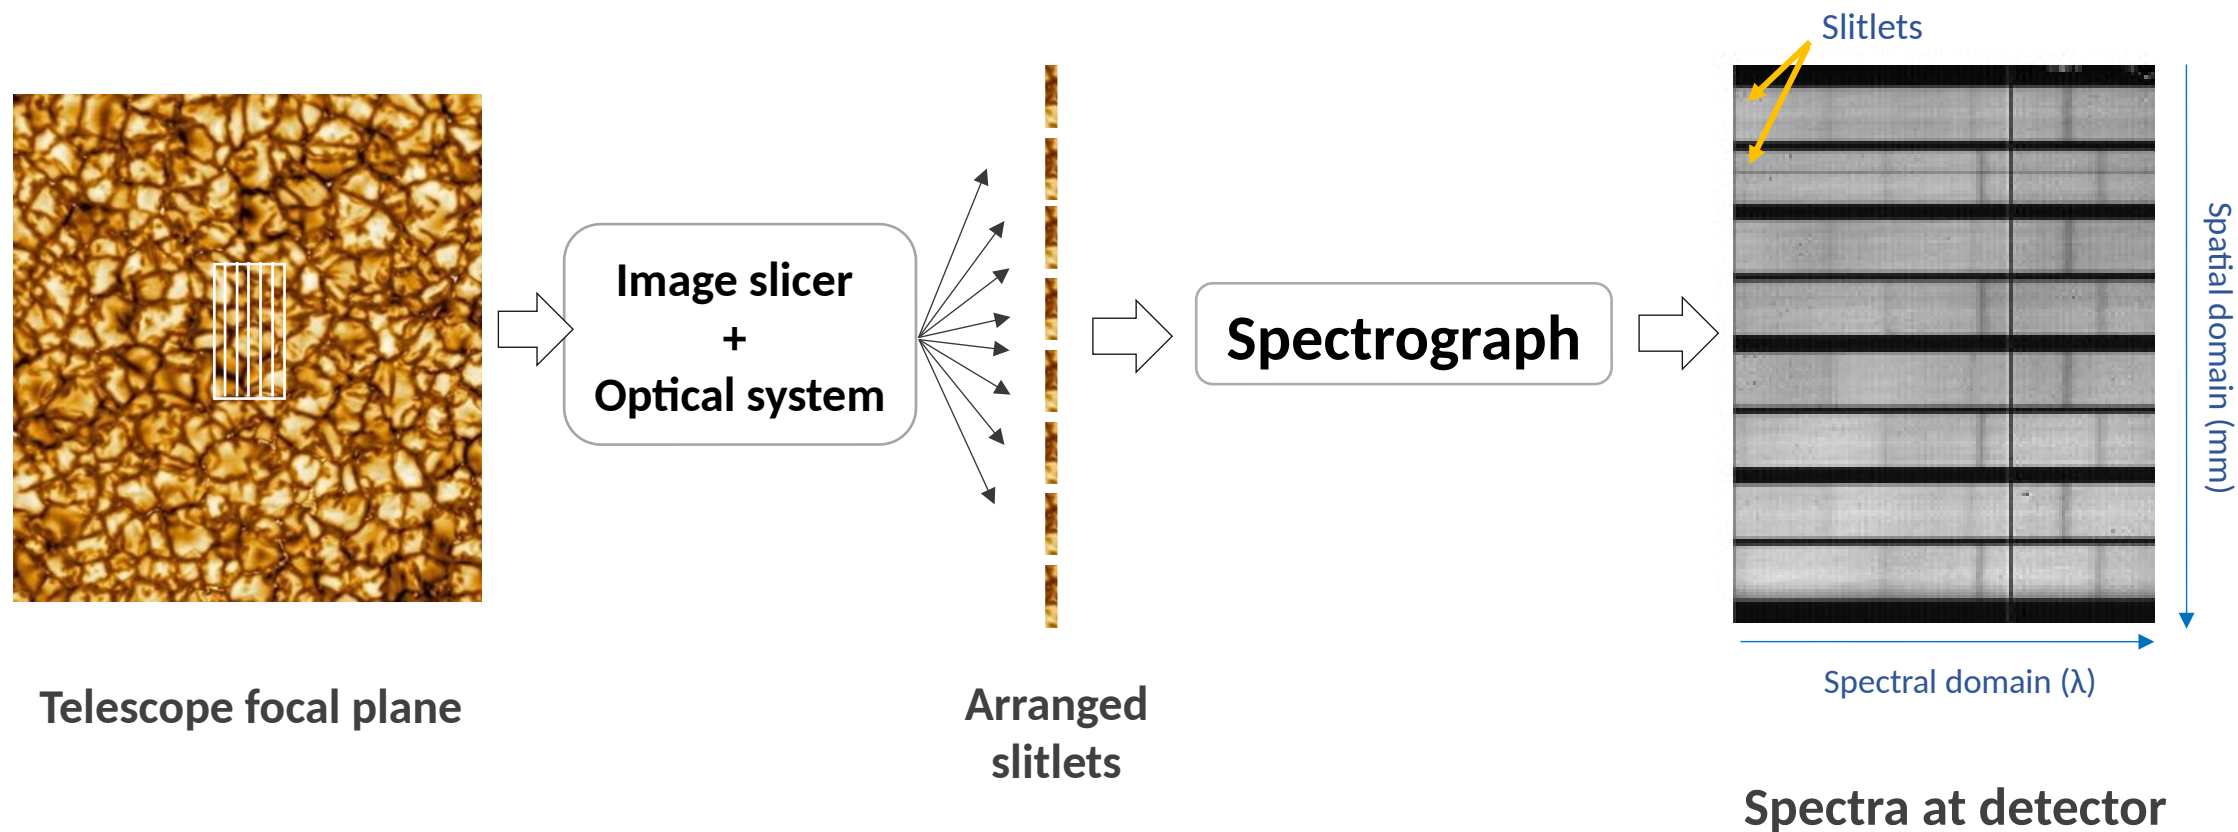 Slitlets
Image slicer
+
Optical system
Spectrograph
Spatial domain (mm)
Spectral domain (λ)
Telescope focal plane
Arranged
slitlets
Spectra at detector